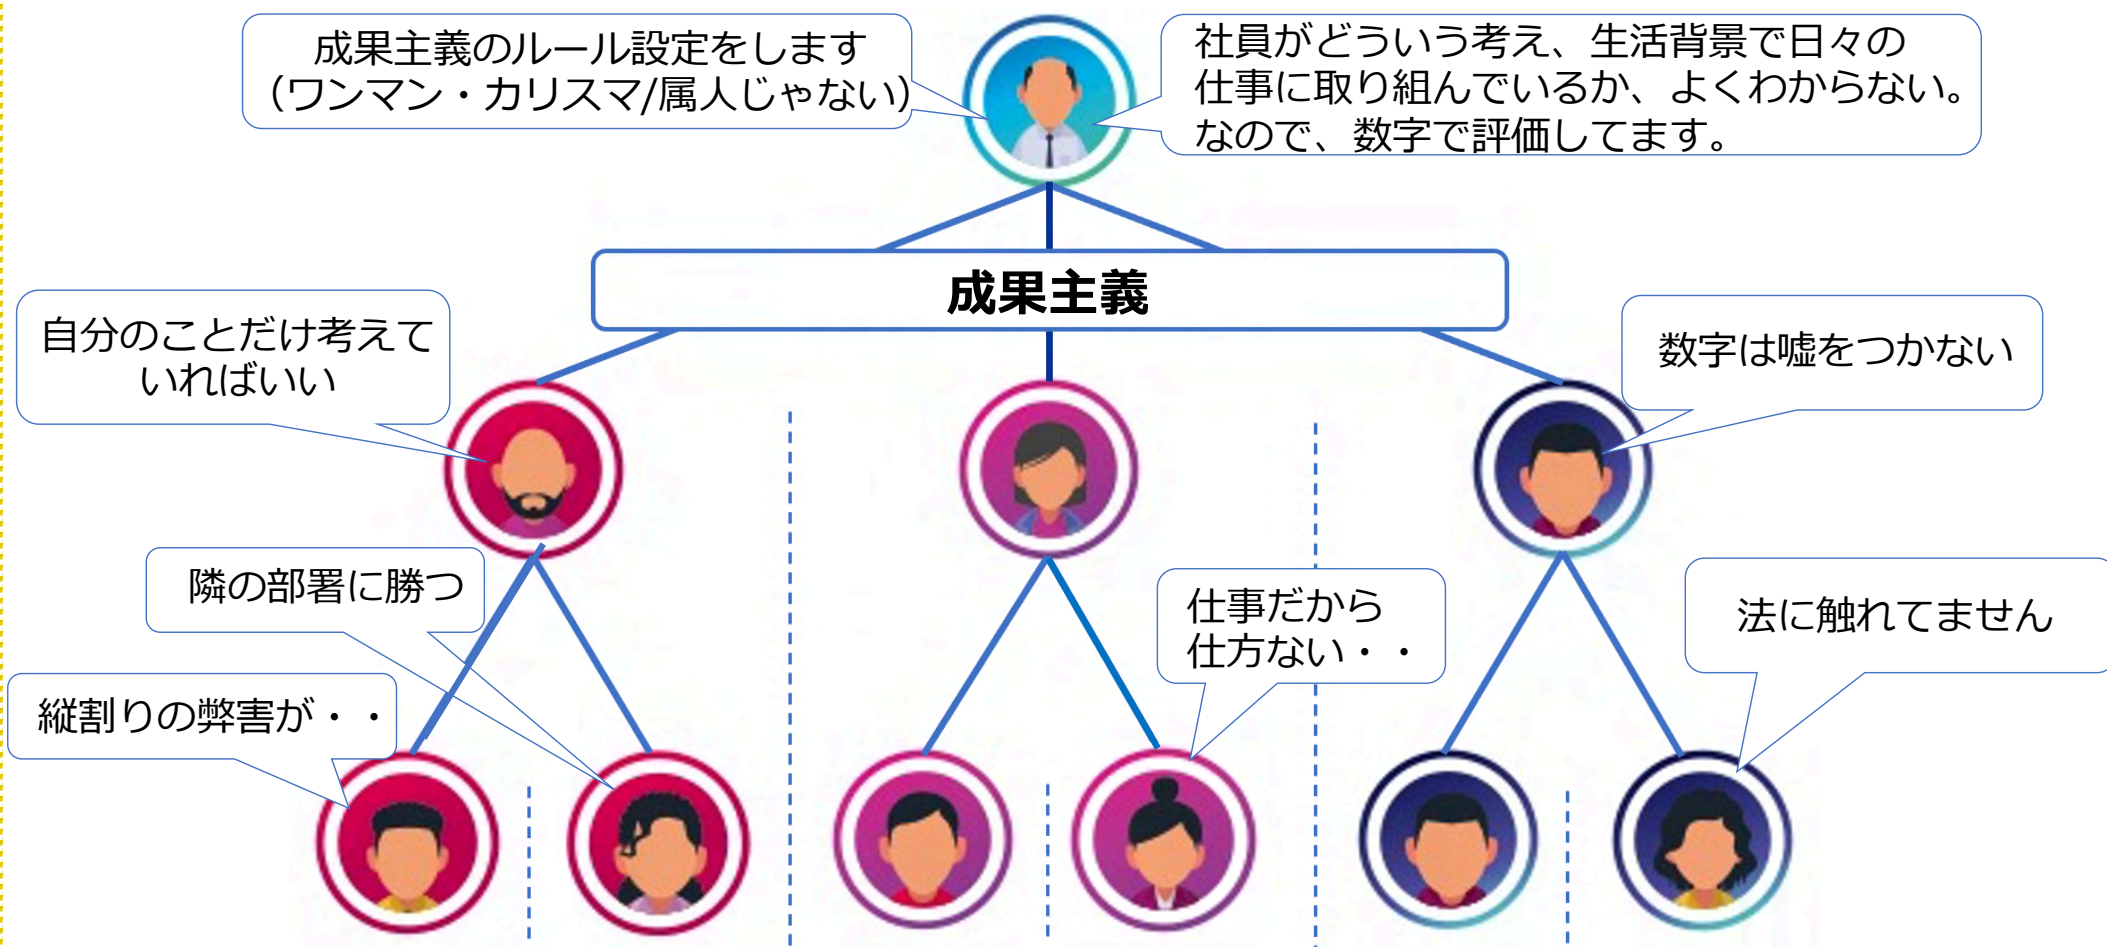 成果主義のルール設定をします
（ワンマン・カリスマ/属人じゃない）
社員がどういう考え、生活背景で日々の
仕事に取り組んでいるか、よくわからない。
なので、数字で評価してます。
成果主義
自分のことだけ考えて
いればいい
数字は嘘をつかない
隣の部署に勝つ
仕事だから
仕方ない・・
法に触れてません
縦割りの弊害が・・